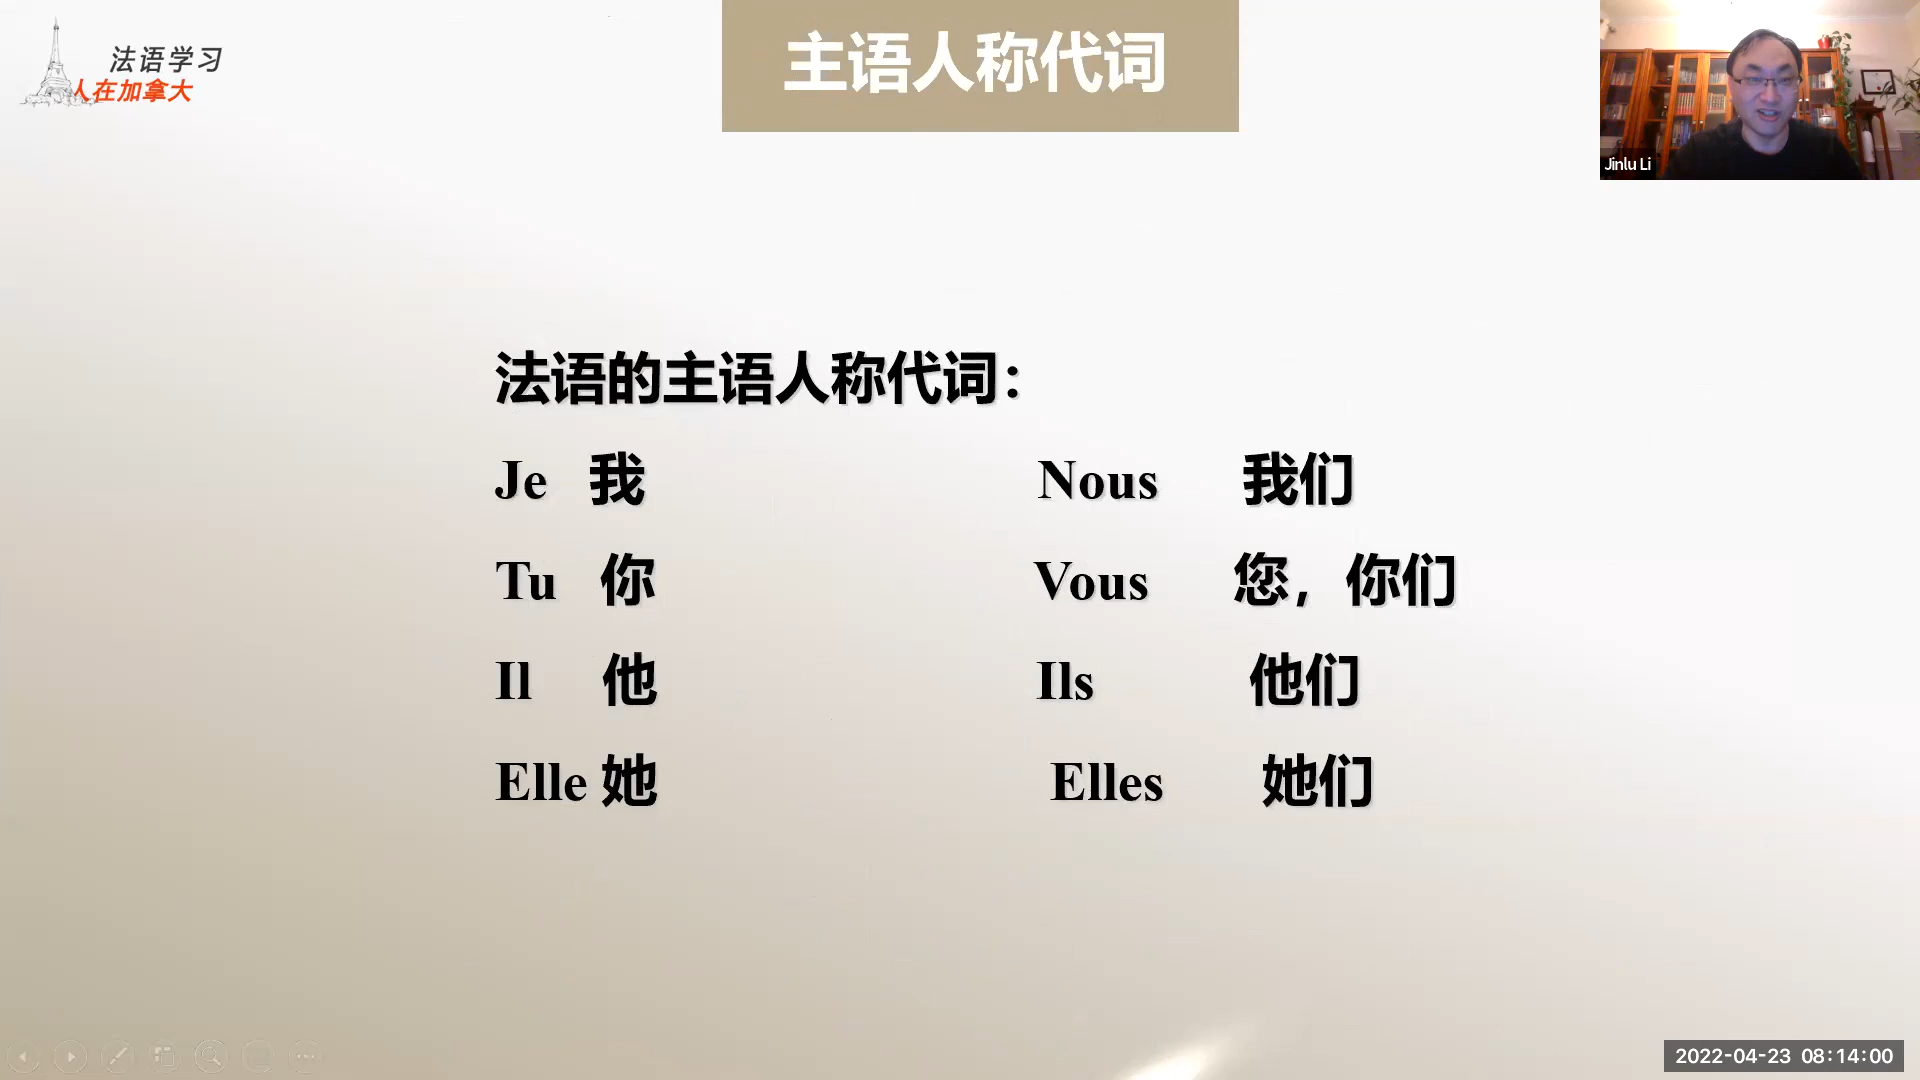 法语学习
人在加拿大
主语人称代词
Jinlu Li
法语的主语人称代词：
Je 我 Nous 我们
Tu 你 Vous 您，你们
Il 他 Ils 他们
Elle 她 Elles 她们
2022-04-23 08:14:00